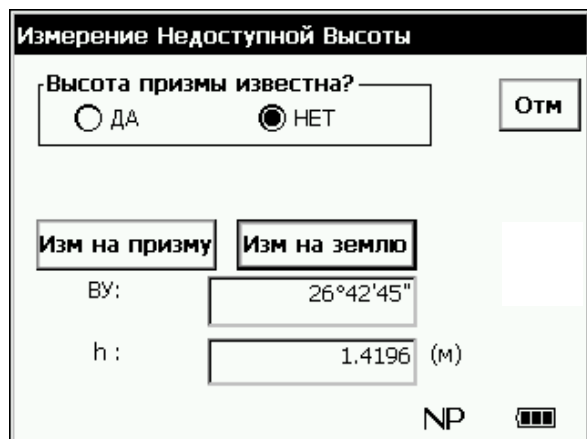 Измерение Недоступной Высоты
Высота призмы известна?
ДА НЕТ
Отм
Изм на призму Изм на землю
ВУ: 26°42'45"
h : 1.4196 (м)
NP